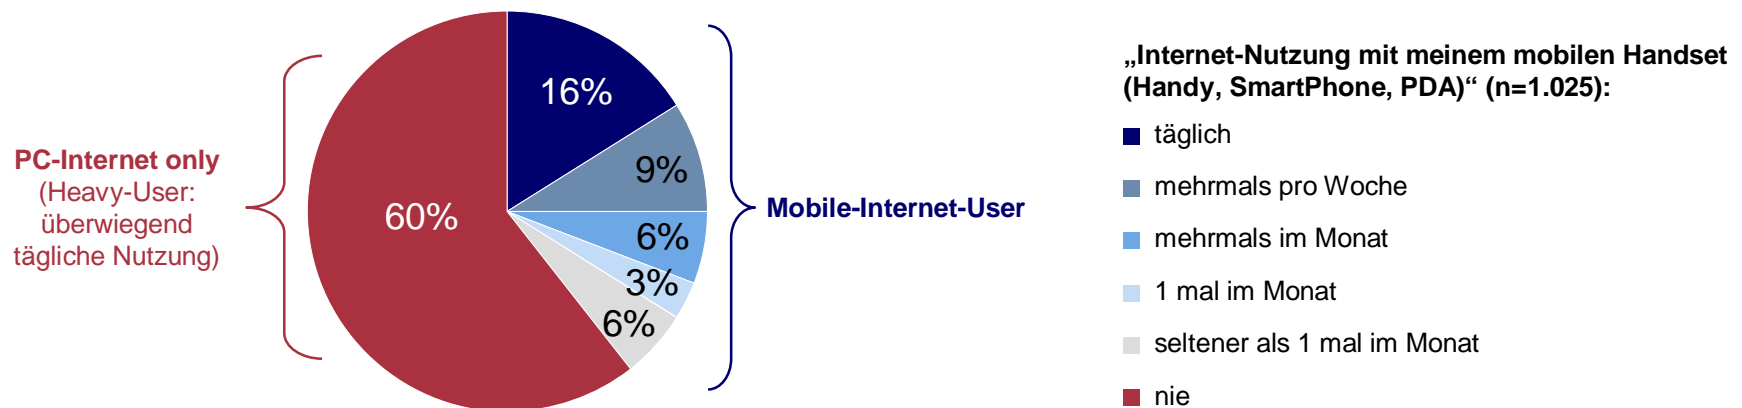 PC-Internet only
(Heavy-User:
überwiegend
tägliche Nutzung)
16%
9%
6%
3%
6%
60%
Mobile-Internet-User
„Internet-Nutzung mit meinem mobilen Handset
(Handy, SmartPhone, PDA)“ (n=1.025):
täglich
mehrmals pro Woche
mehrmals im Monat
1 mal im Monat
seltener als 1 mal im Monat
nie